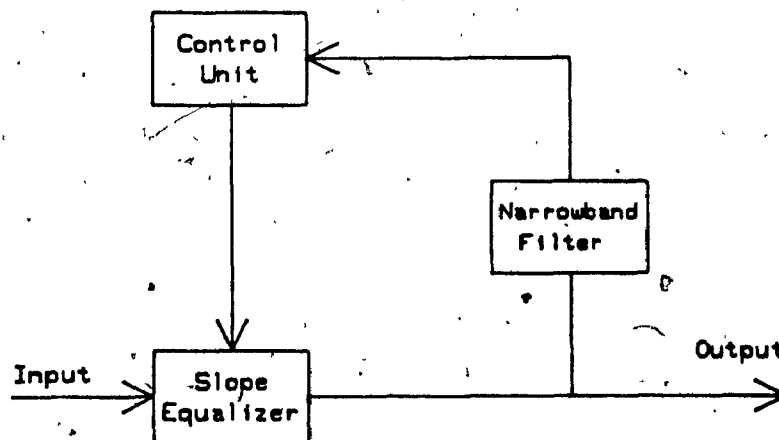 Control
Unit
Narrowband
Filter
Output
Input
Slope
Equalizer